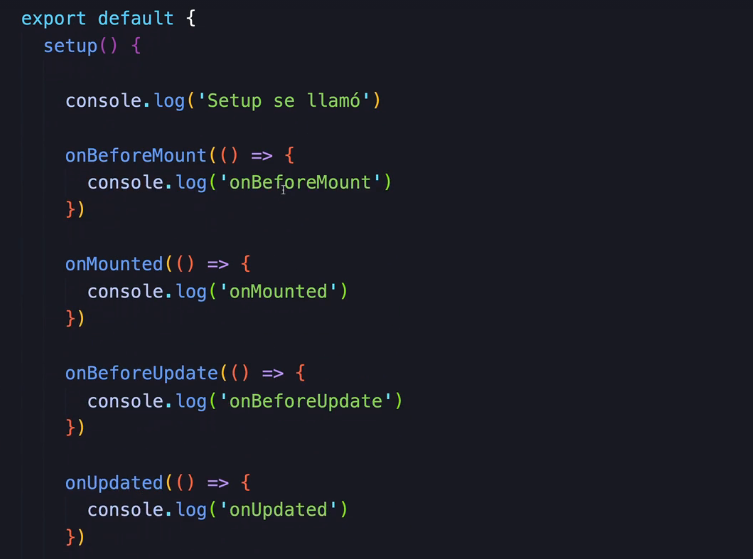 export default {
setup() {
console.log('Setup se llamó')
onBeforeMount(() => {
console.log('onBeforeMount')
})
onMounted(() => {
console.log('onMounted')
})
onBeforeUpdate(() => {
console.log('onBeforeUpdate')
})
onUpdated(() => {
console.log('onUpdated')
})